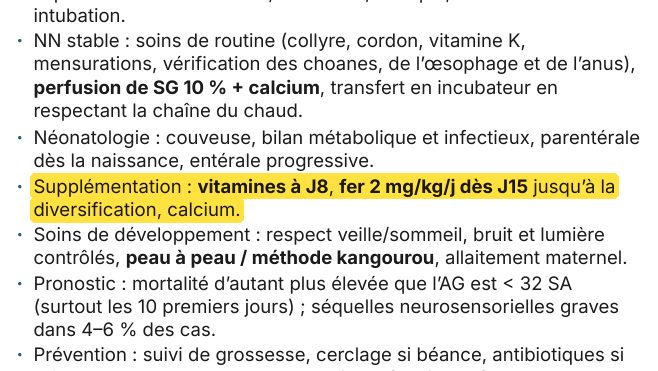 intubation.
· NN stable : soins de routine (collyre, cordon, vitamine K,
mensurations, vérification des choanes, de l'œsophage et de l'anus),
perfusion de SG 10 % + calcium, transfert en incubateur en
respectant la chaîne du chaud.
· Néonatologie : couveuse, bilan métabolique et infectieux, parentérale
dès la naissance, entérale progressive.
· Supplémentation : vitamines à J8, fer 2 mg/kg/j dès J15 jusqu'à la
diversification, calcium.
· Soins de développement : respect veille/sommeil, bruit et lumière
contrôlés, peau à peau / méthode kangourou, allaitement maternel.
· Pronostic : mortalité d'autant plus élevée que l'AG est < 32 SA
(surtout les 10 premiers jours) ; séquelles neurosensorielles graves
dans 4–6 % des cas.
· Prévention : suivi de grossesse, cerclage si béance, antibiotiques si